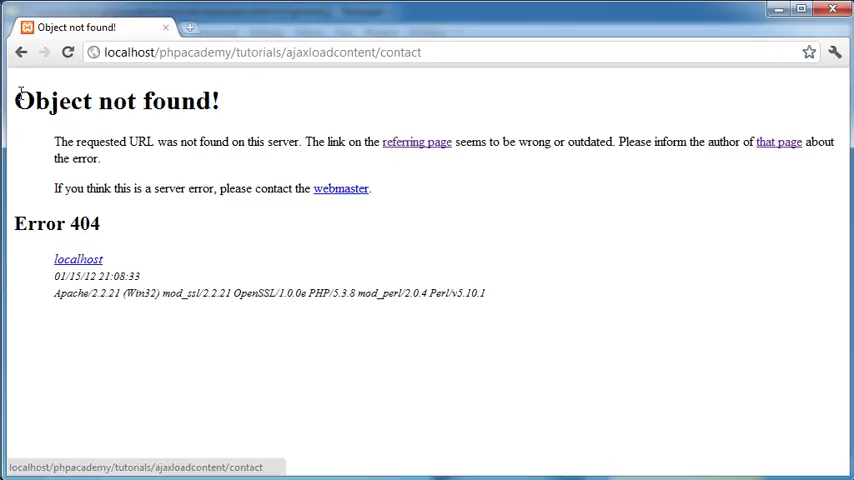 Object not found!
localhost/phpacademy/tutorials/ajaxloadcontent/contact
Object not found!
The requested URL was not found on this server. The link on the referring page seems to be wrong or outdated. Please inform the author of that page about
the error.
If you think this is a server error, please contact the webmaster.
Error 404
localhost
01/15/12 21:08:33
Apache/2.2.21 (Win32) mod_ssl/2.2.21 OpenSSL/1.0.0e PHP/5.3.8 mod_perl/2.0.4 Perl/v5.10.1
localhost/phpacademy/tutorials/ajaxloadcontent/contact